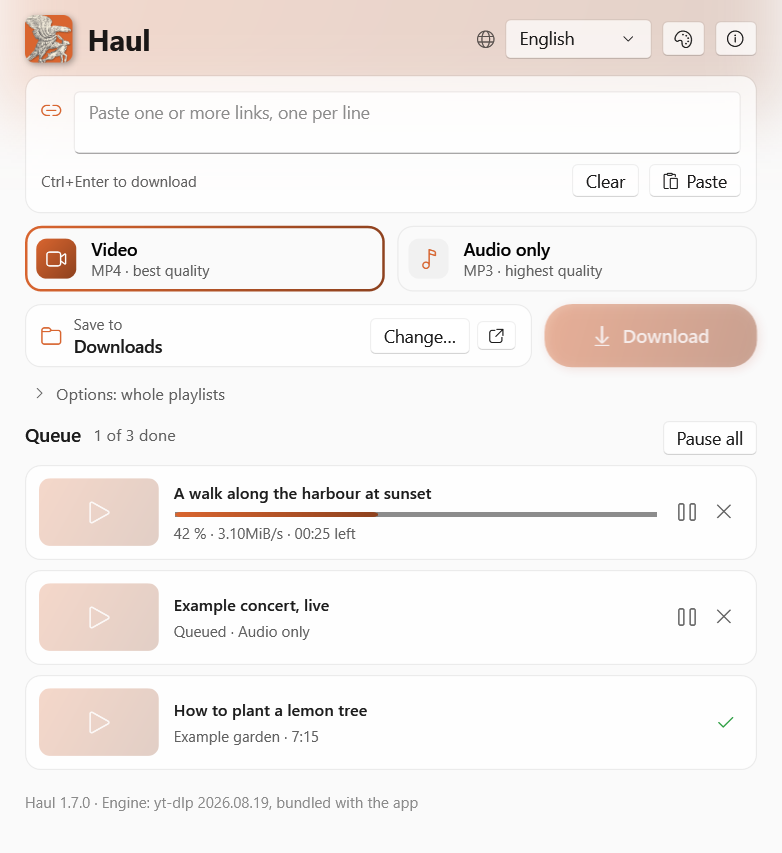 Haul
English
Paste one or more links, one per line
Ctrl+Enter to download
Clear
Paste
Video
MP4 · best quality
Audio only
MP3 · highest quality
Save to
Downloads
Change...
Download
Options: whole playlists
Queue 1 of 3 done
Pause all
A walk along the harbour at sunset
42 % · 3.10MiB/s · 00:25 left
Example concert, live
Queued · Audio only
How to plant a lemon tree
Example garden · 7:15
Haul 1.7.0 · Engine: yt-dlp 2026.08.19, bundled with the app